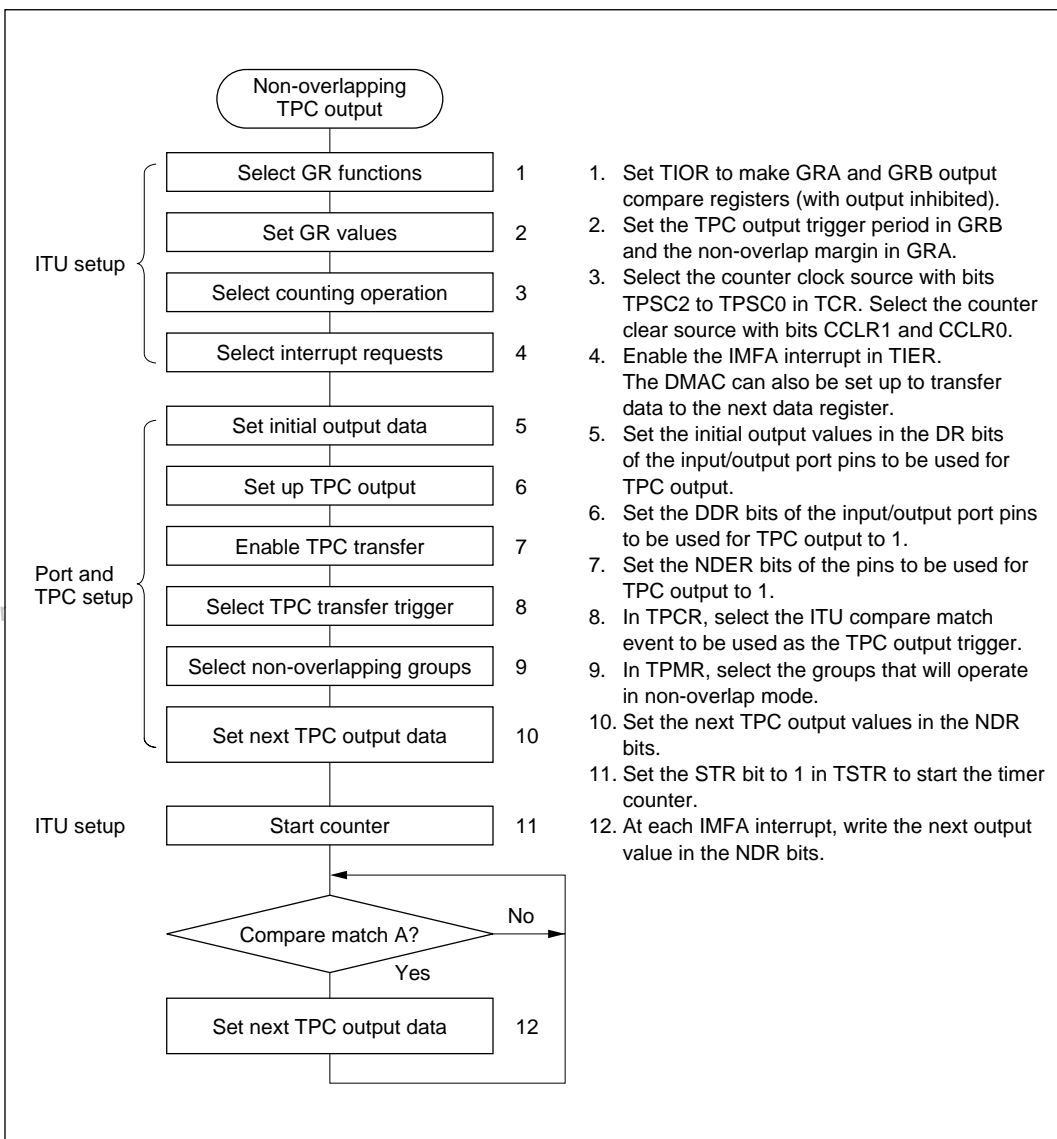 Non-overlapping
TPC output
ITU setup
Select GR functions 1
Set GR values 2
Select counting operation 3
Select interrupt requests 4
Port and
TPC setup
Set initial output data 5
Set up TPC output 6
Enable TPC transfer 7
Select TPC transfer trigger 8
Select non-overlapping groups 9
Set next TPC output data 10
ITU setup
Start counter 11
Compare match A?
No
Yes
Set next TPC output data 12
1. Set TIOR to make GRA and GRB output
compare registers (with output inhibited).
2. Set the TPC output trigger period in GRB
and the non-overlap margin in GRA.
3. Select the counter clock source with bits
TPSC2 to TPSC0 in TCR. Select the counter
clear source with bits CCLR1 and CCLR0.
4. Enable the IMFA interrupt in TIER.
The DMAC can also be set up to transfer
data to the next data register.
5. Set the initial output values in the DR bits
of the input/output port pins to be used for
TPC output.
6. Set the DDR bits of the input/output port pins
to be used for TPC output to 1.
7. Set the NDER bits of the pins to be used for
TPC output to 1.
8. In TPCR, select the ITU compare match
event to be used as the TPC output trigger.
9. In TPMR, select the groups that will operate
in non-overlap mode.
10. Set the next TPC output values in the NDR
bits.
11. Set the STR bit to 1 in TSTR to start the timer
counter.
12. At each IMFA interrupt, write the next output
value in the NDR bits.